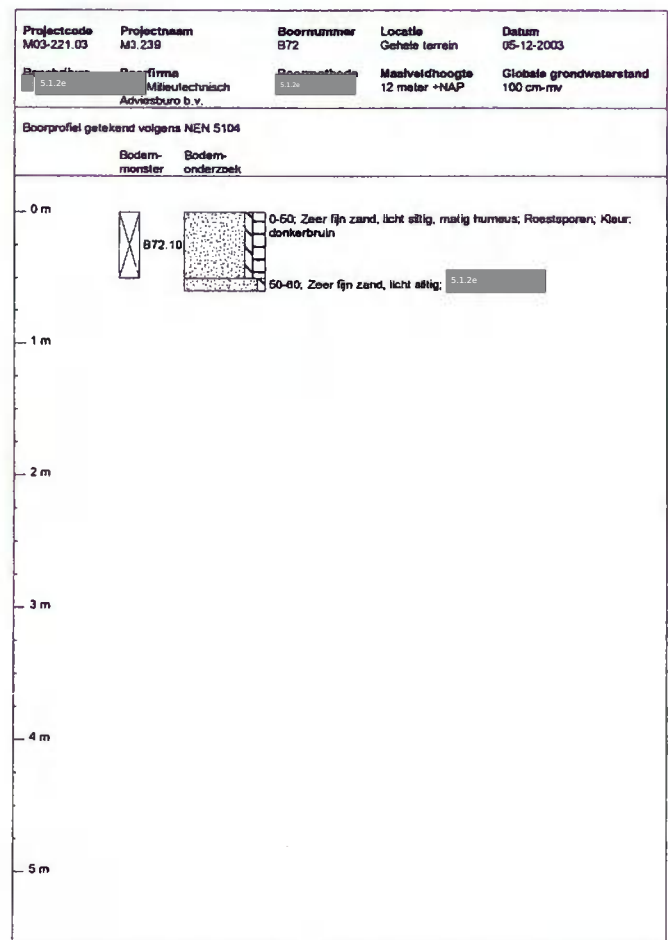 Projectcode Projectnaam Boornummer Locatie Datum
M03-221.03 M3.239 B72 Gehele terrein 05-12-2003
Maaiveldhoogte Globale grondwaterstand
5.1.2e Milieutechnisch 5.1.2e 12 meter +NAP 100 cm-mv
Adviesburo b.v.
Boorprofiel getekend volgens NEN 5104
Bodem- Bodem-
monster onderzoek
0 m
0-50; Zeer fijn zand, licht siltig, matig humeus; Roestsporen; Kleur:
B72.10 donkerbruin
50-60; Zeer fijn zand, licht siltig; 5.1.2e
1 m
2 m
3 m
4 m
5 m